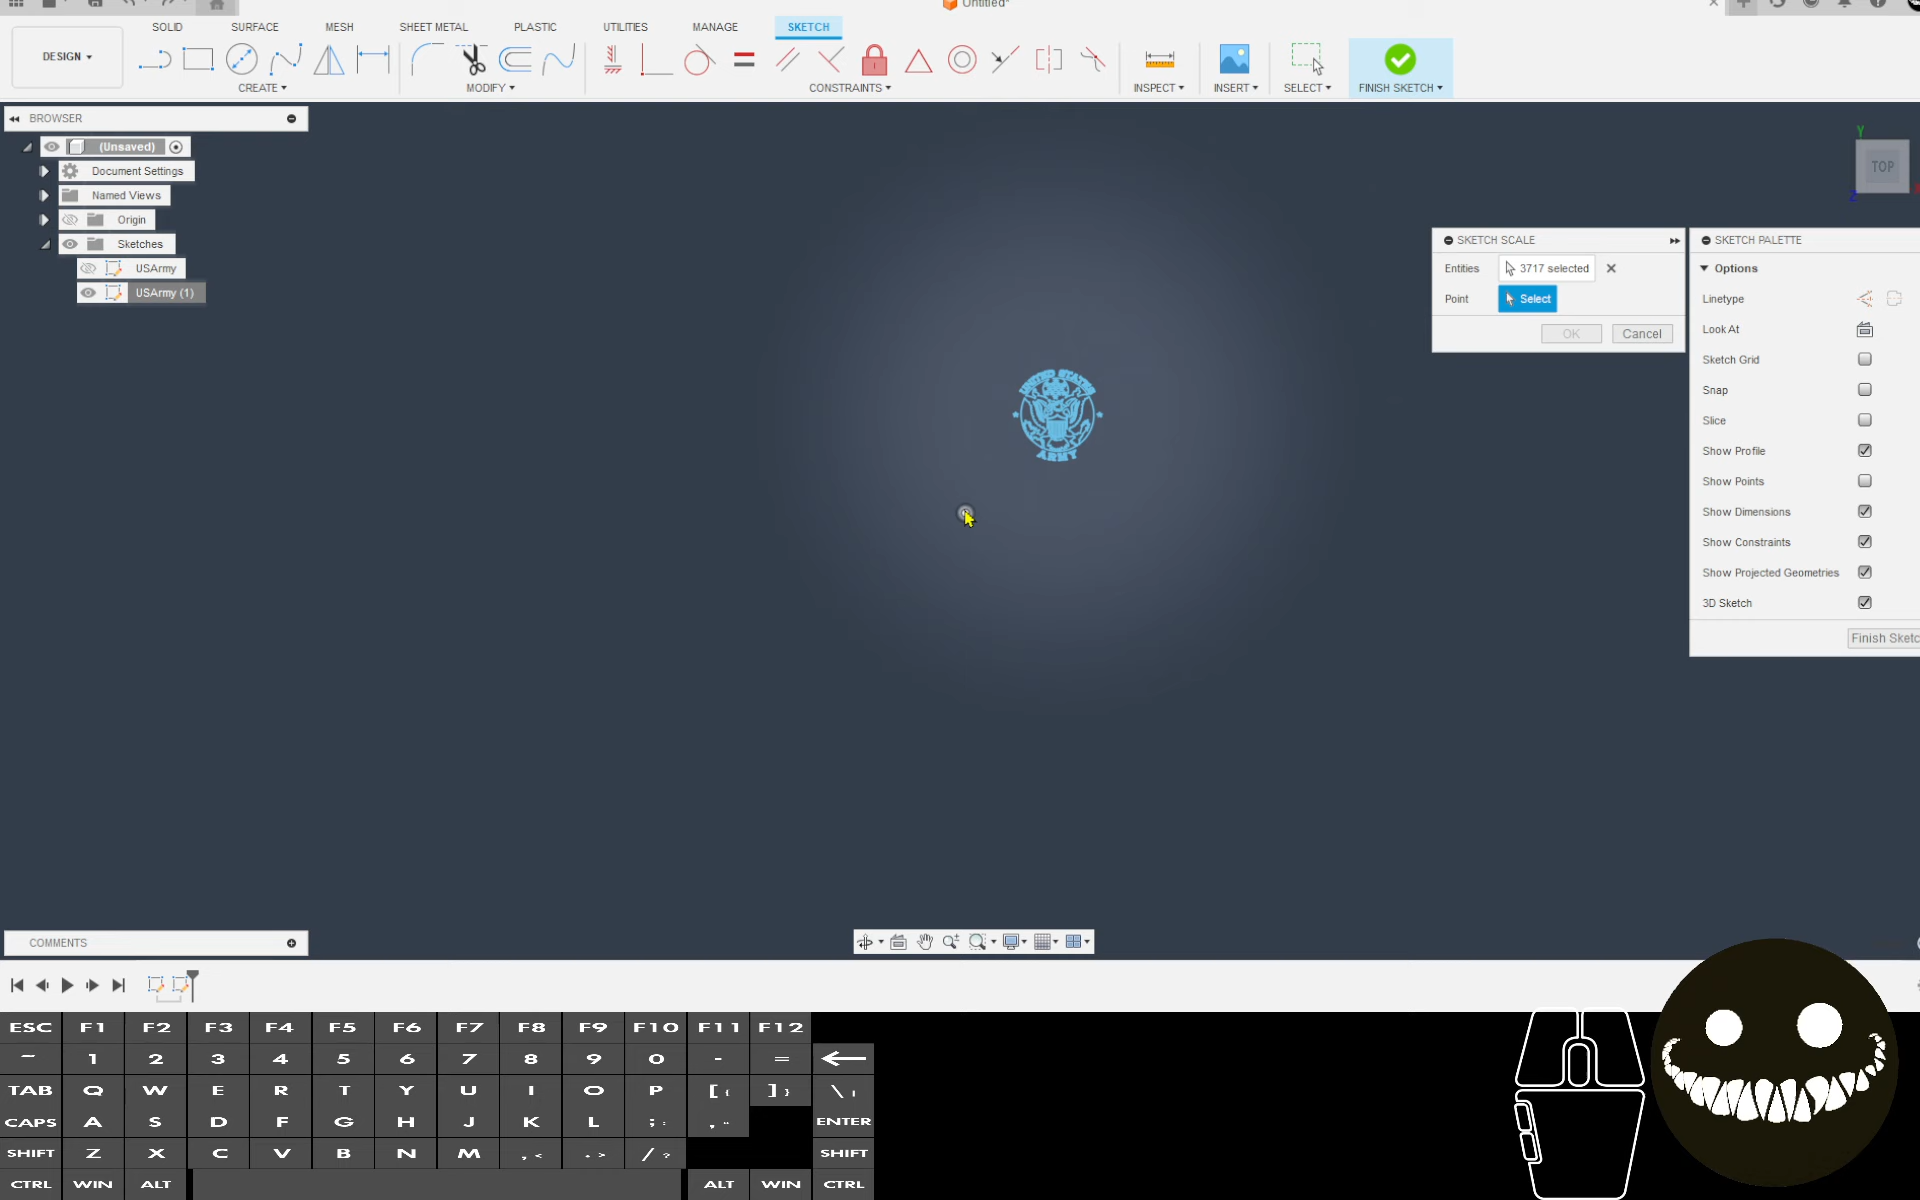 Untitled*
SOLID SURFACE MESH SHEET METAL PLASTIC UTILITIES MANAGE SKETCH
DESIGN
CREATE MODIFY CONSTRAINTS INSPECT INSERT SELECT FINISH SKETCH
BROWSER
(Unsaved)
Document Settings
Named Views
Origin
Sketches
USArmy
USArmy (1)
Y
TOP
Z
SKETCH SCALE
Entities 3717 selected
Point Select
OK Cancel
SKETCH PALETTE
Options
Linetype
Look At
Sketch Grid
Snap
Slice
Show Profile
Show Points
Show Dimensions
Show Constraints
Show Projected Geometries
3D Sketch
Finish Sketc
UNITED STATES
ARMY
COMMENTS
ESC F1 F2 F3 F4 F5 F6 F7 F8 F9 F10 F11 F12
~ 1 2 3 4 5 6 7 8 9 0 - =
TAB Q W E R T Y U I O P [{ ]} \|
CAPS A S D F G H J K L ;: ," ENTER
SHIFT Z X C V B N M ,< .> /? SHIFT
CTRL WIN ALT ALT WIN CTRL